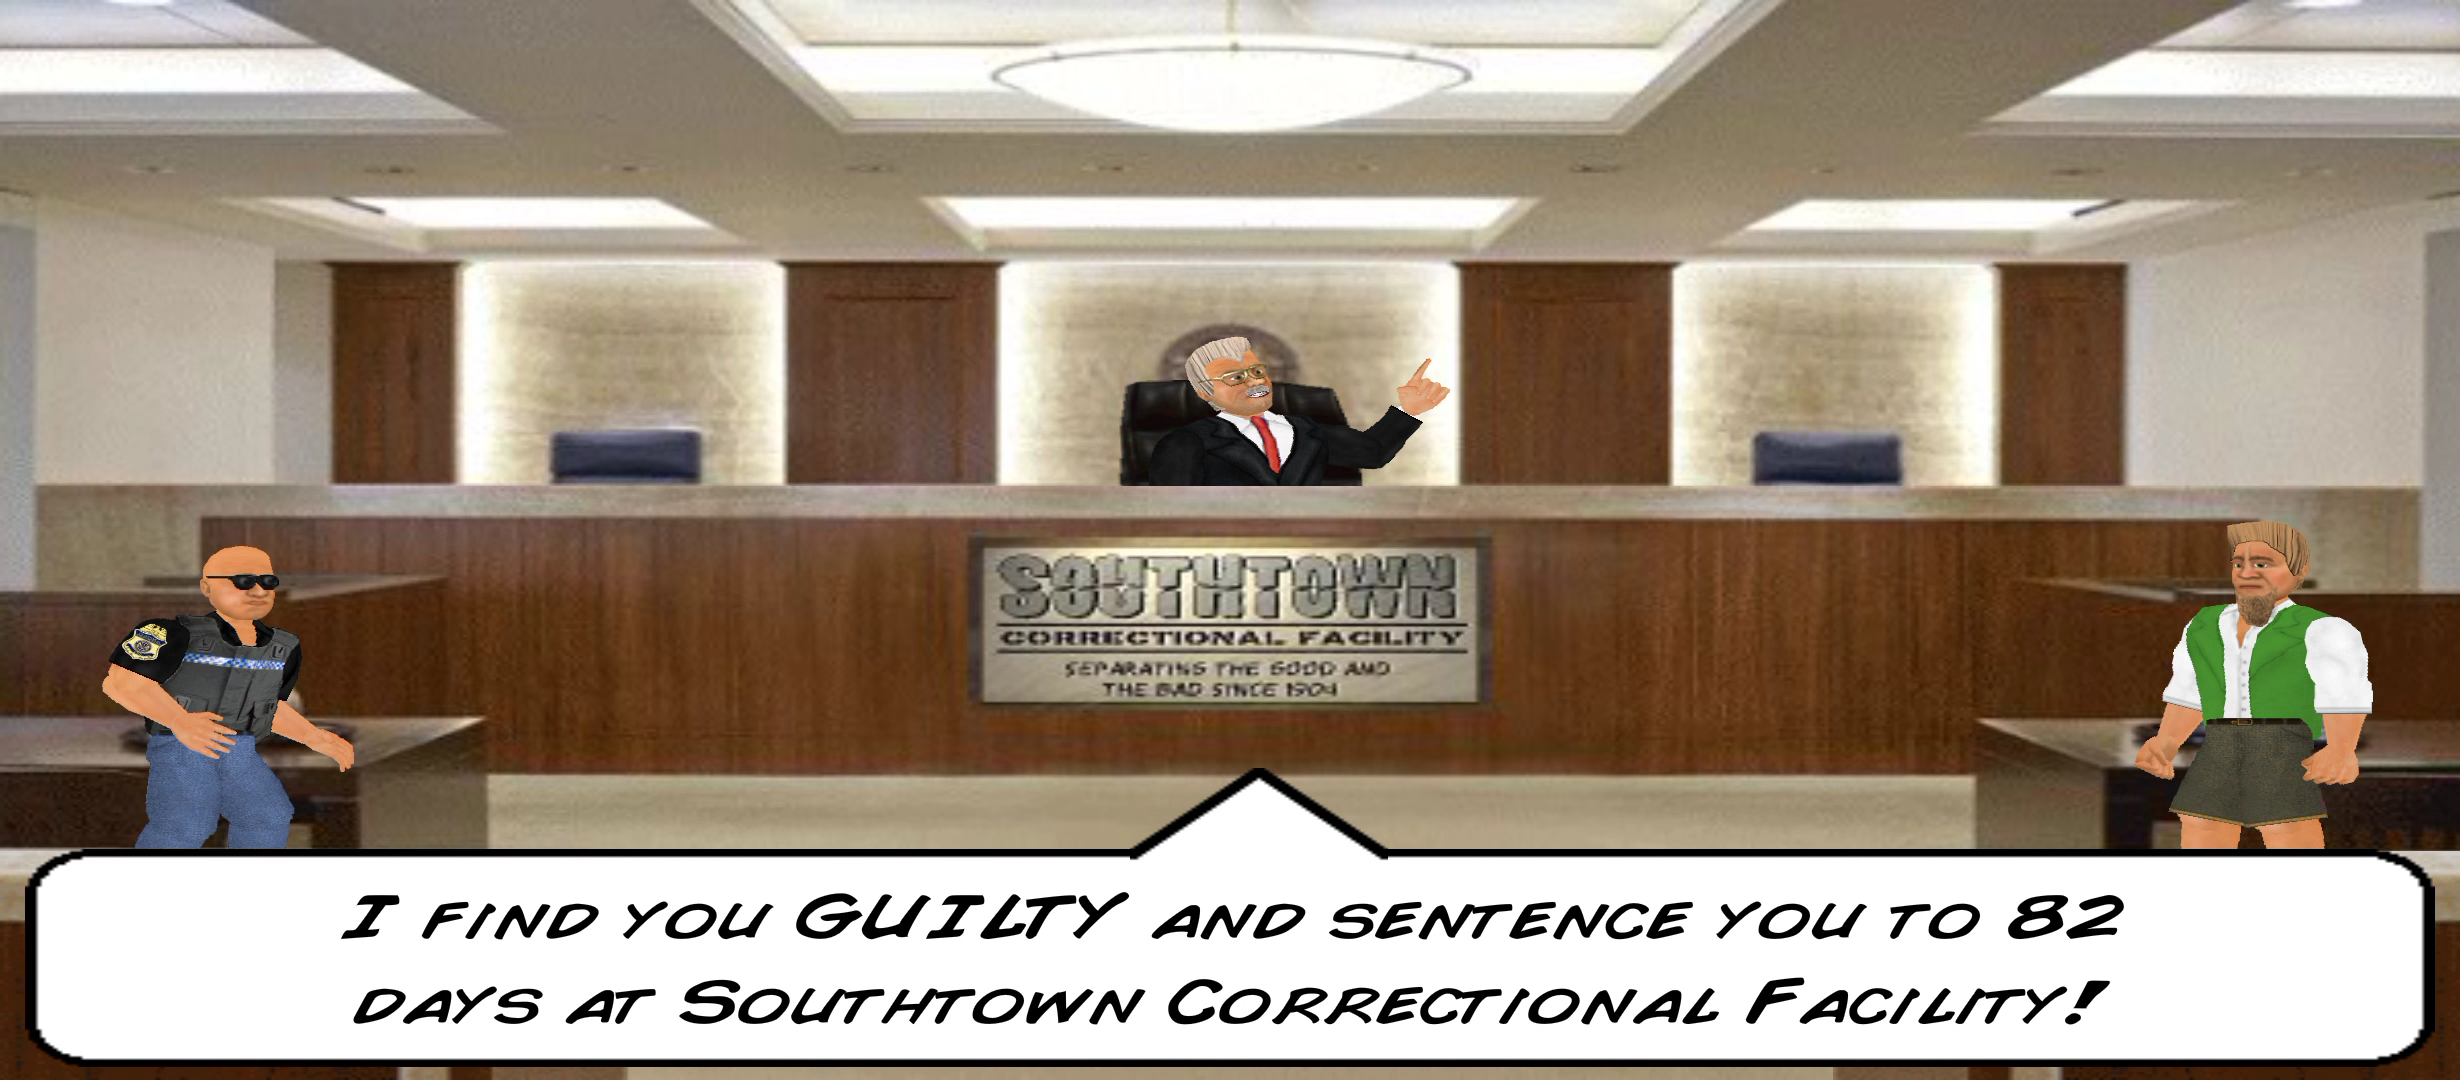 SOUTHTOWN
CORRECTIONAL FACILITY
SEPARATING THE GOOD AND
THE BAD SINCE 1904
I FIND YOU GUILTY AND SENTENCE YOU TO 82
DAYS AT SOUTHTOWN CORRECTIONAL FACILITY!